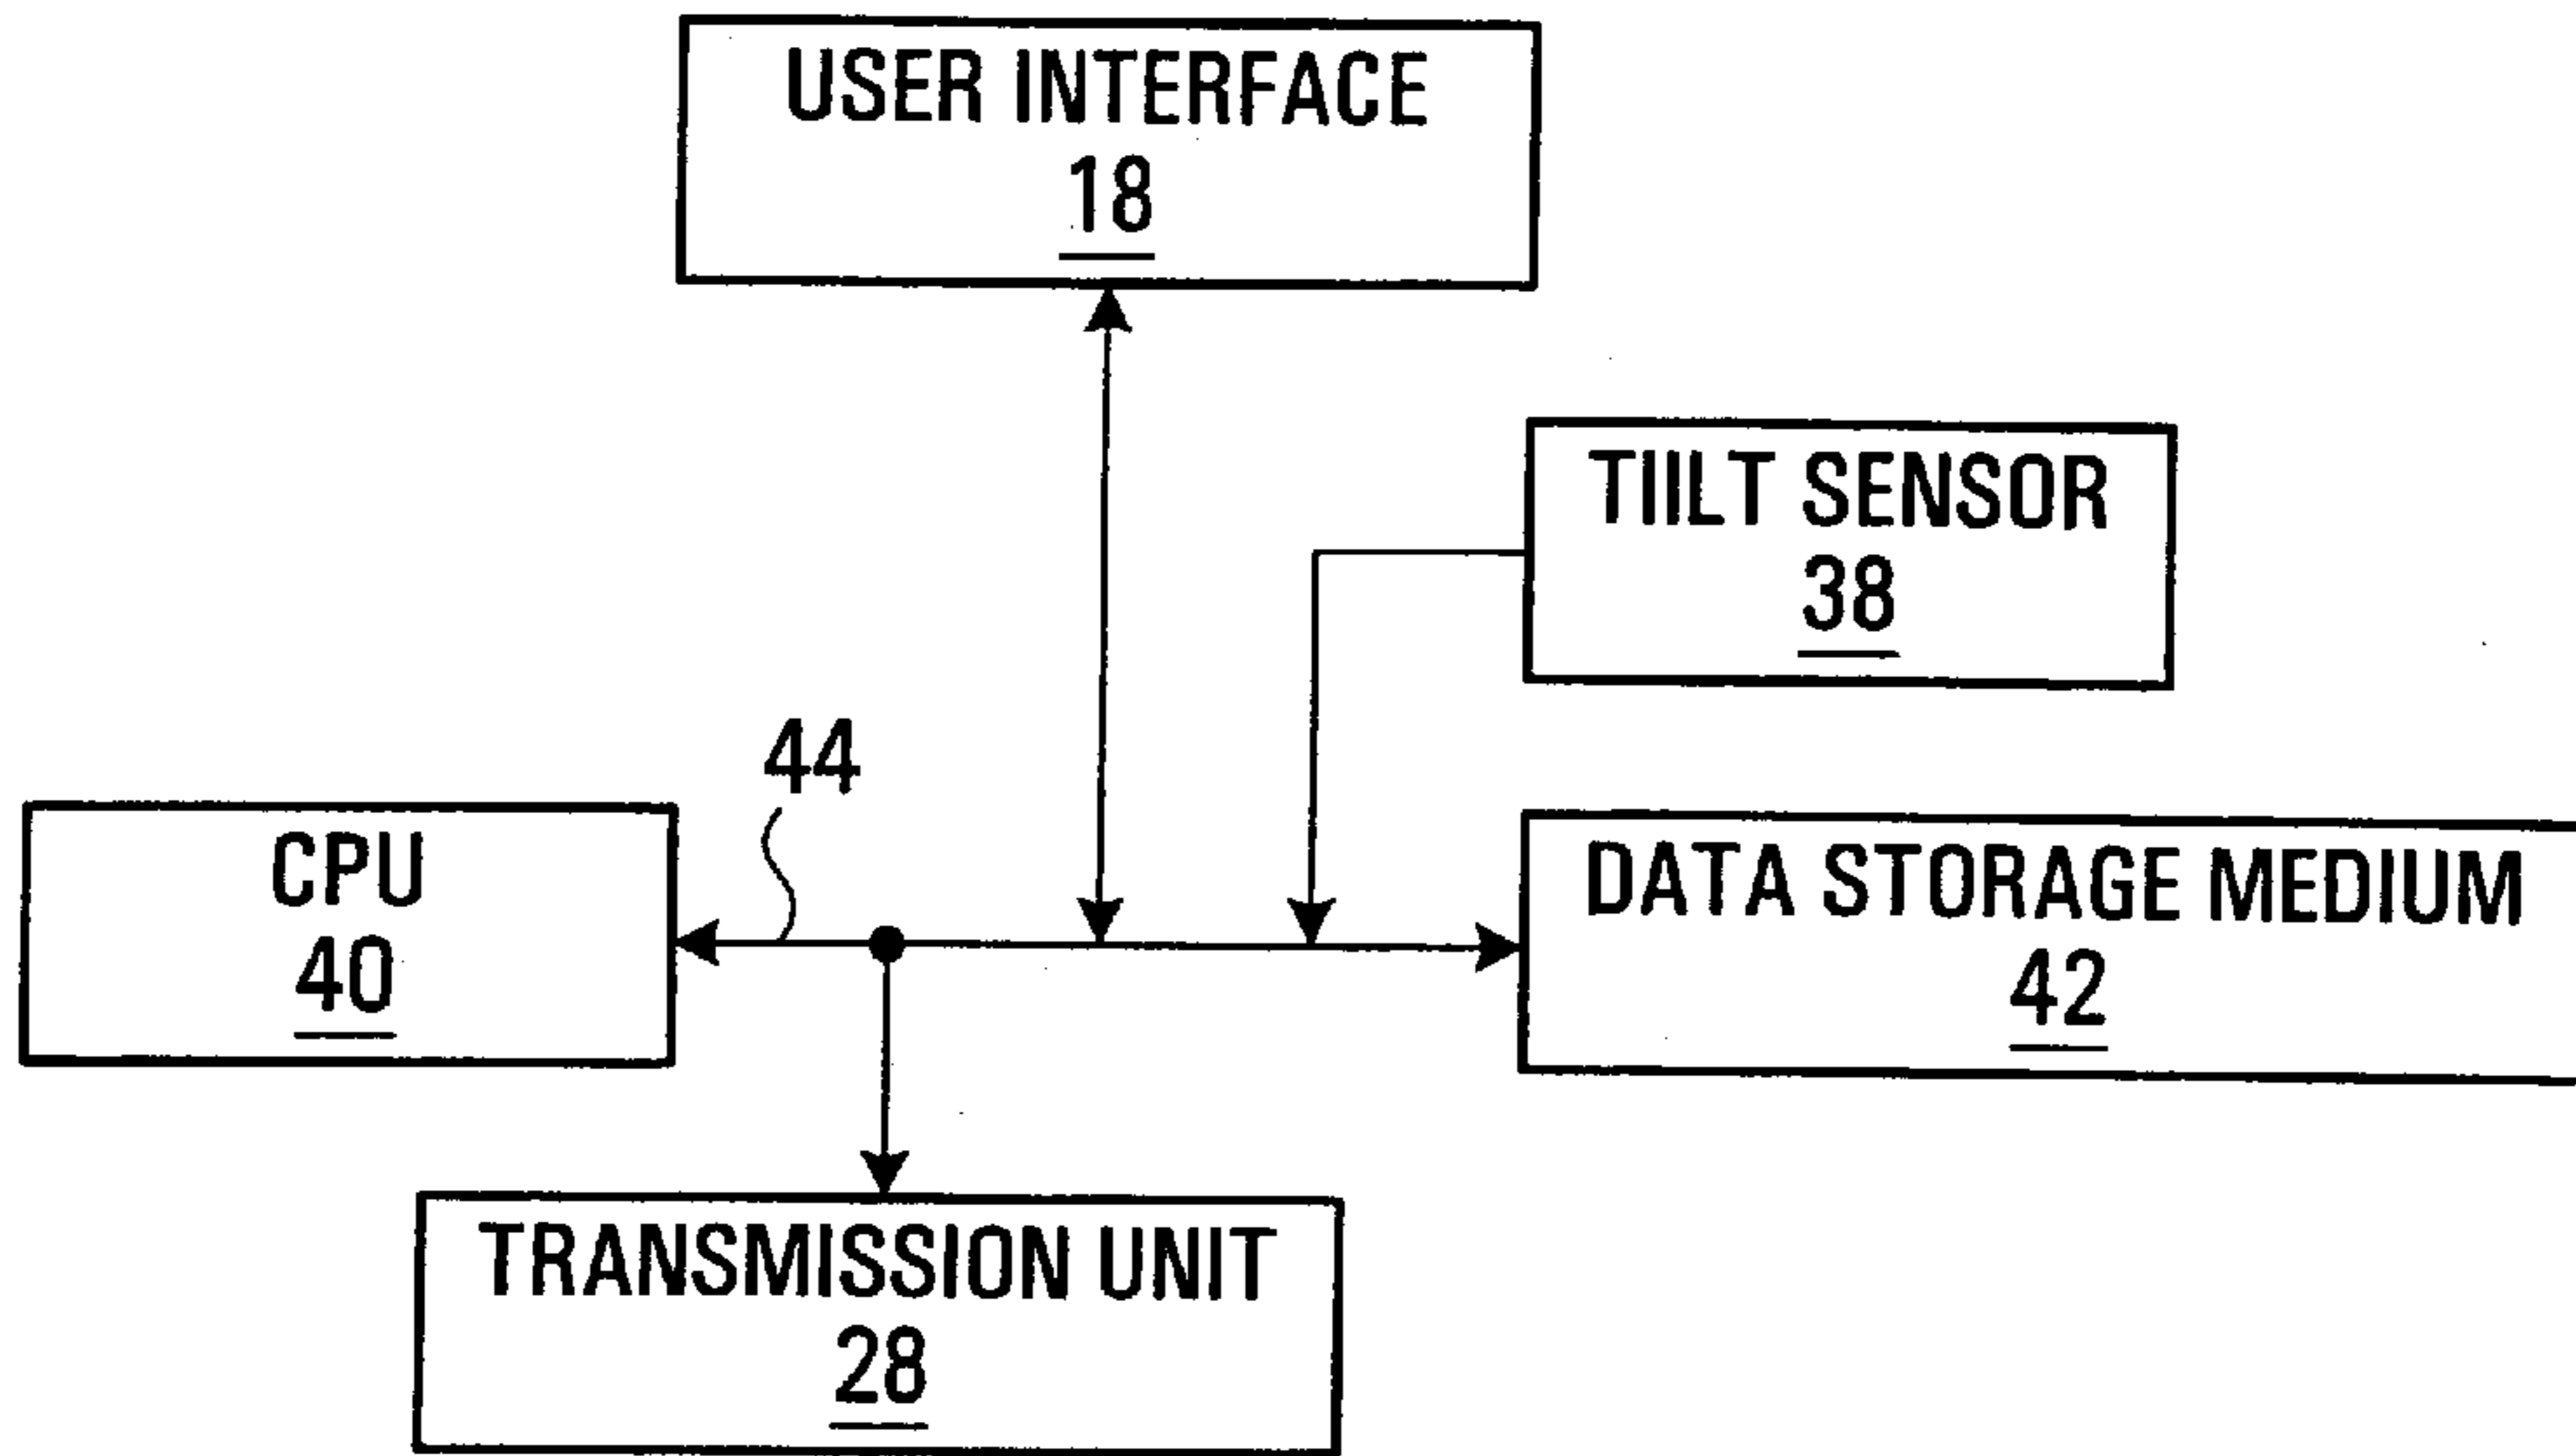 USER INTERFACE
18
TIILT SENSOR
38
44
CPU
40
DATA STORAGE MEDIUM
42
TRANSMISSION UNIT
28